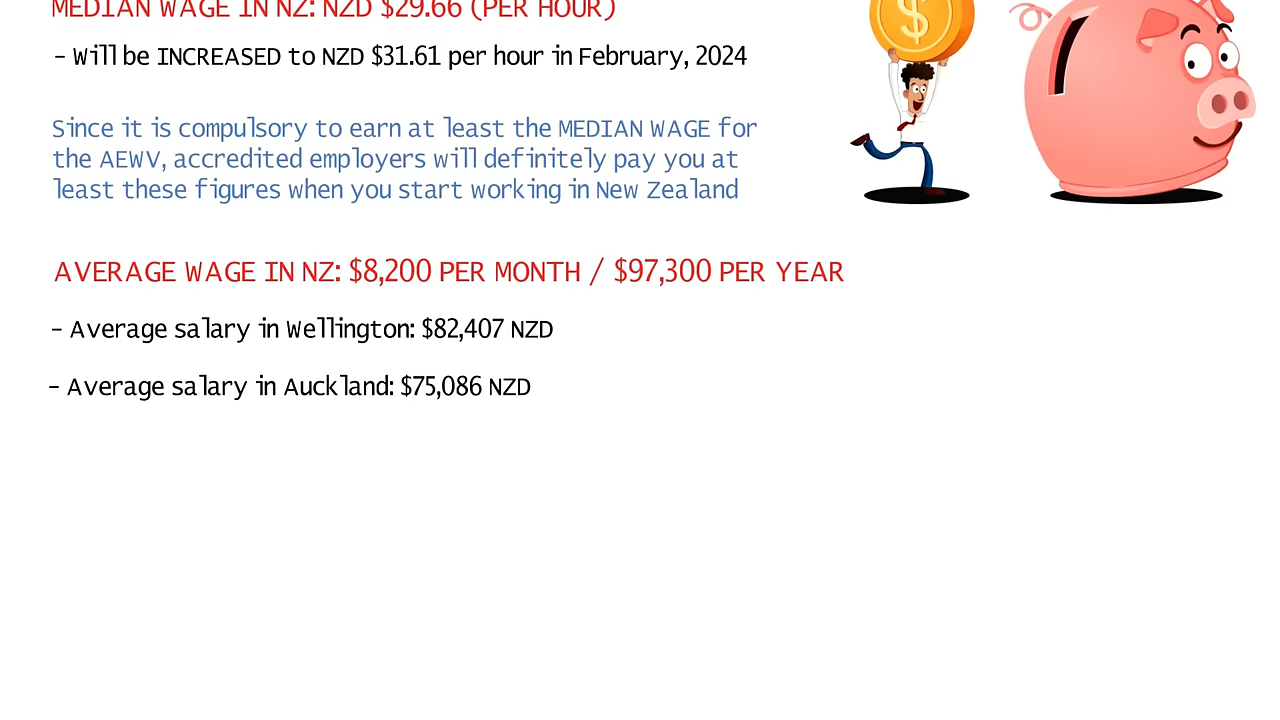 MEDIAN WAGE IN NZ: NZD $29.66 (PER HOUR)
- Will be INCREASED to NZD $31.61 per hour in February, 2024
Since it is compulsory to earn at least the MEDIAN WAGE for
the AEWV, accredited employers will definitely pay you at
least these figures when you start working in New Zealand
AVERAGE WAGE IN NZ: $8,200 PER MONTH / $97,300 PER YEAR
- Average salary in Wellington: $82,407 NZD
- Average salary in Auckland: $75,086 NZD
$